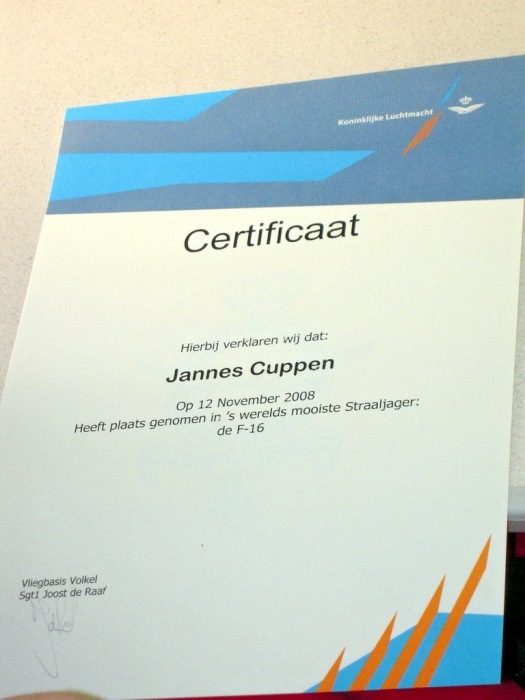 Koninklijke Luchtmacht
Certificaat
Hierbij verklaren wij dat:
Jannes Cuppen
Op 12 November 2008
Heeft plaats genomen in 's werelds mooiste Straaljager:
de F-16
Vliegbasis Volkel
Sgt1 Joost de Raaf